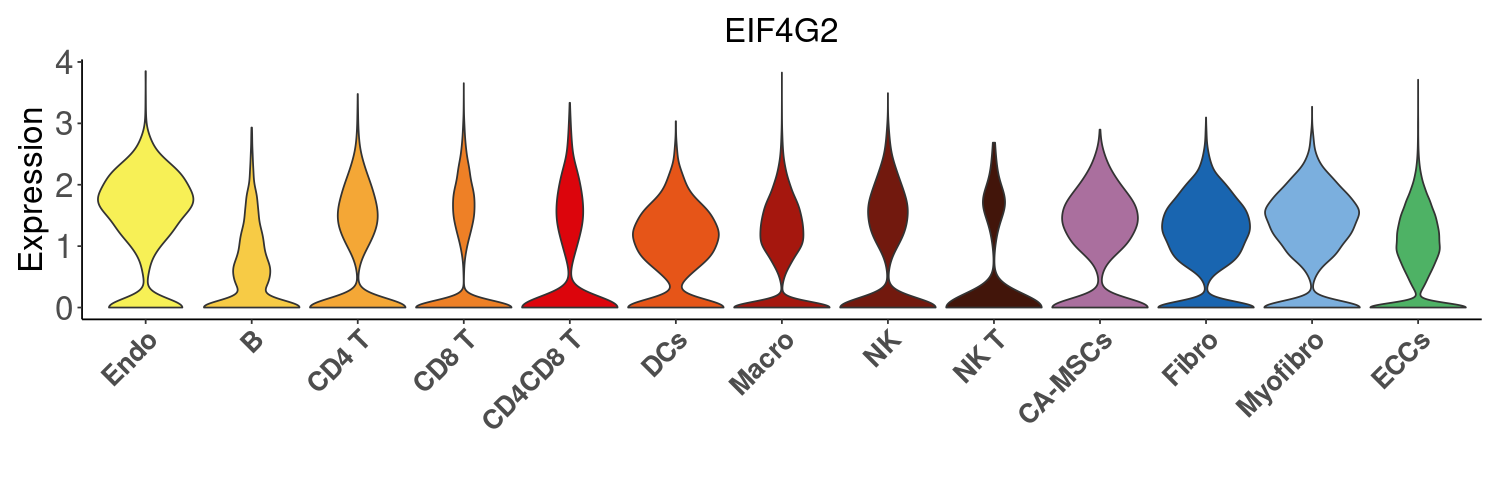 EIF4G2
Expression
4
3
2
1
0
Endo
B
CD4 T
CD8 T
CD4CD8 T
DCs
Macro
NK
NK T
CA-MSCs
Fibro
Myofibro
ECCs